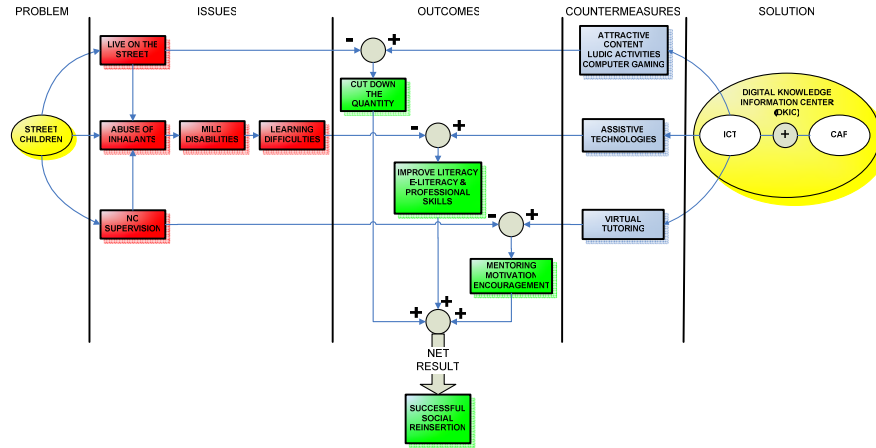 PROBLEM
ISSUES
OUTCOMES
COUNTERMEASURES
SOLUTION
LIVE ON THE
STREET
-
+
ATTRACTIVE
CONTENT
LUDIC ACTIVITIES
COMPUTER GAMING
CUT DOWN
THE
QUANTITY
DIGITAL KNOWLEDGE
INFORMATION CENTER
(DKIC)
STREET
CHILDREN
ABUSE OF
INHALANTS
MILD
DISABILITIES
LEARNING
DIFFICULTIES
-
+
ASSISTIVE
TECHNOLOGIES
ICT
+
CAF
IMPROVE LITERACY
E-LITERACY &
PROFESSIONAL
SKILLS
NC
SUPERVISION
-
+
VIRTUAL
TUTORING
MENTORING
MOTIVATION
ENCOURAGEMENT
+
+
+
NET
RESULT
SUCCESSFUL
SOCIAL
REINSERTION